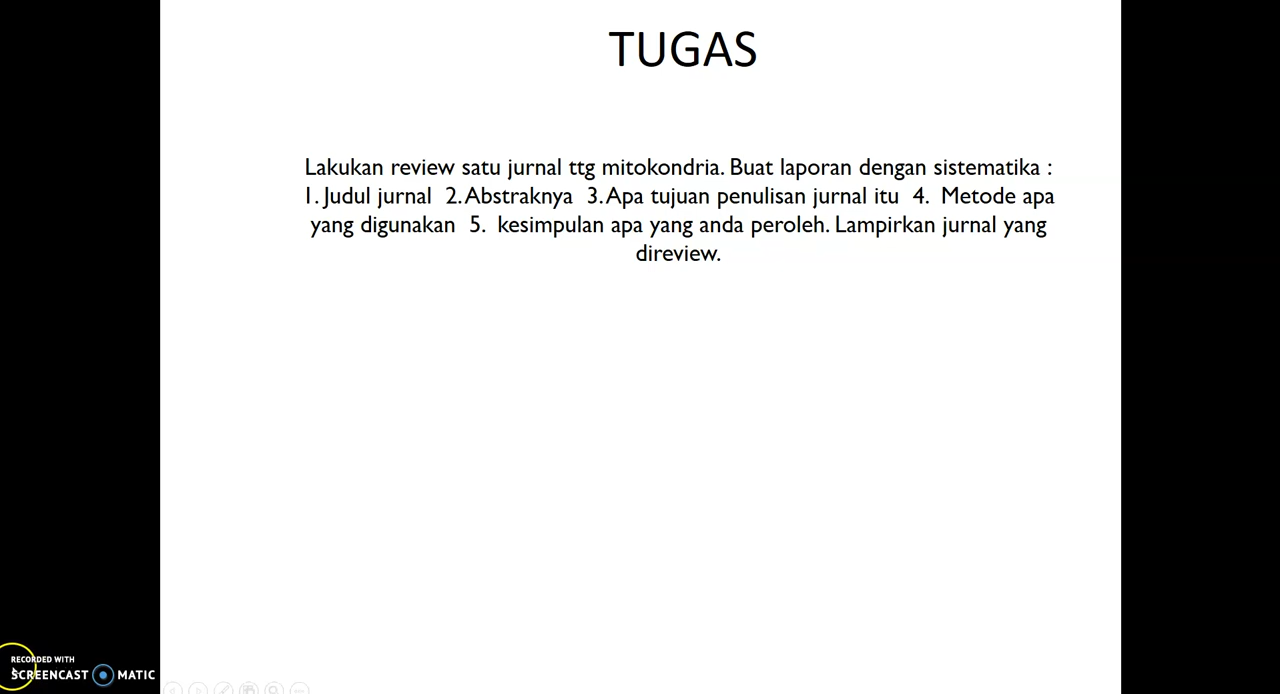 TUGAS
Lakukan review satu jurnal ttg mitokondria. Buat laporan dengan sistematika :
1. Judul jurnal 2. Abstraknya 3. Apa tujuan penulisan jurnal itu 4. Metode apa
yang digunakan 5. kesimpulan apa yang anda peroleh. Lampirkan jurnal yang
direview.
RECORDED WITH
SCREENCAST MATIC